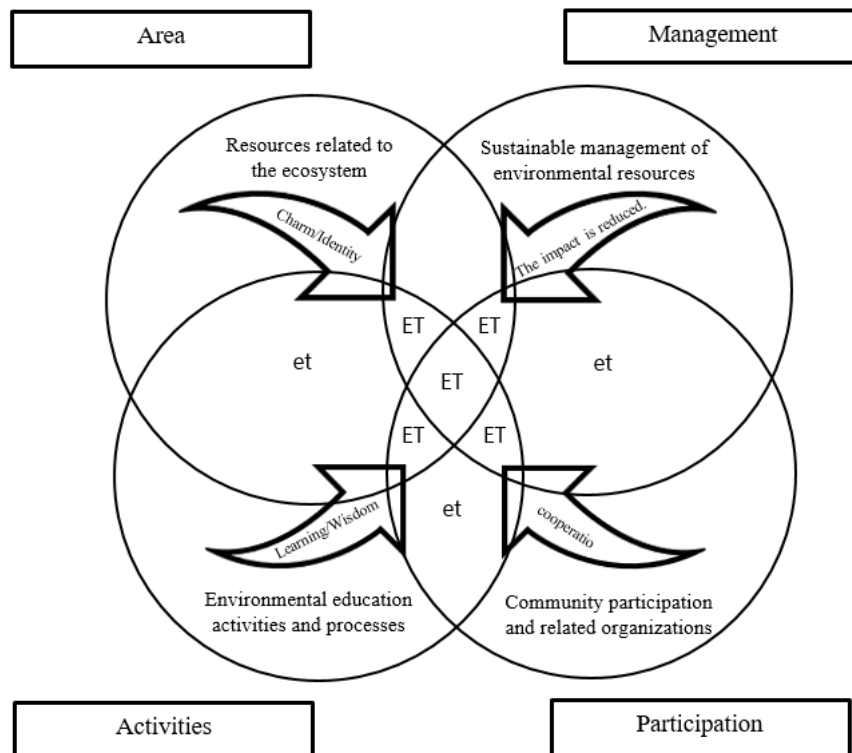 Area
Management
Resources related to
the ecosystem
Sustainable management of
environmental resources
Charm/Identity
The impact is reduced.
ET
ET
et
ET
et
ET
ET
et
Learning/Wisdom
cooperatio
Environmental education
activities and processes
Community participation
and related organizations
Activities
Participation